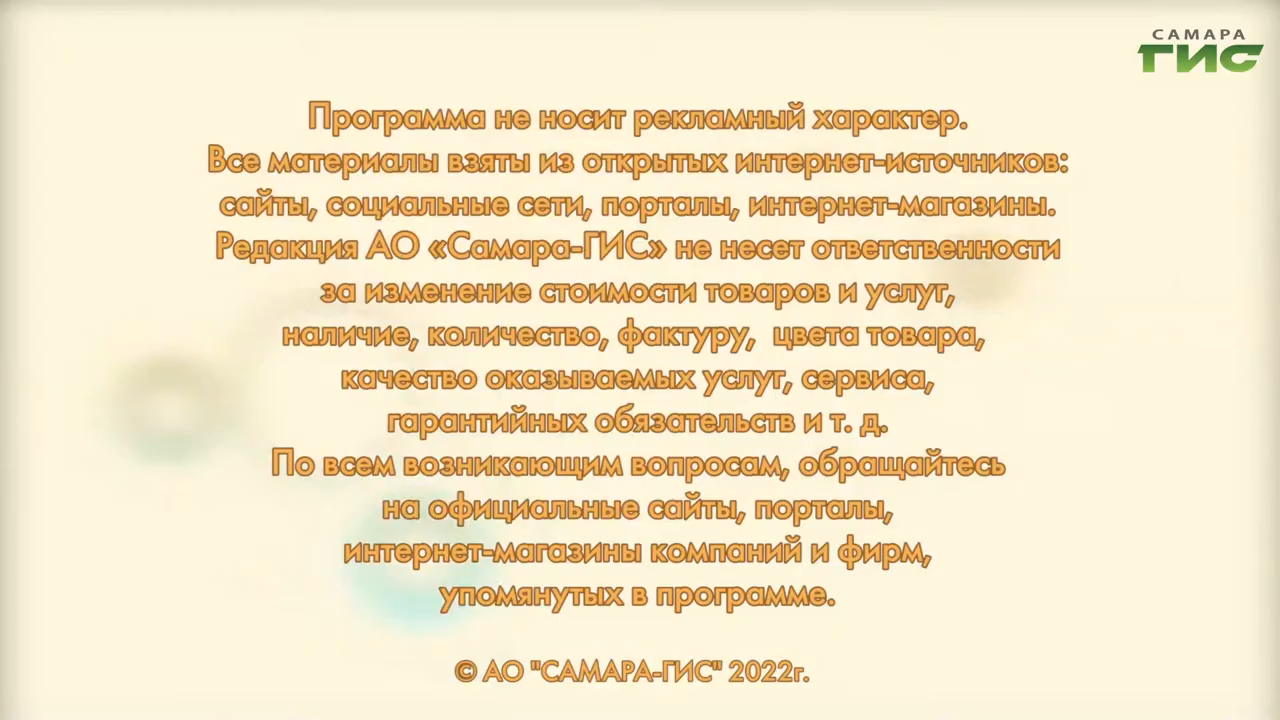 САМАРА
ГИС
Программа не носит рекламный характер.
Все материалы взяты из открытых интернет-источников:
сайты, социальные сети, порталы, интернет-магазины.
Редакция АО «Самара-ГИС» не несет ответственности
за изменение стоимости товаров и услуг,
наличие, количество, фактуру, цвета товара,
качество оказываемых услуг, сервиса,
гарантийных обязательств и т. д.
По всем возникающим вопросам, обращайтесь
на официальные сайты, порталы,
интернет-магазины компаний и фирм,
упомянутых в программе.
© АО "САМАРА-ГИС" 2022г.